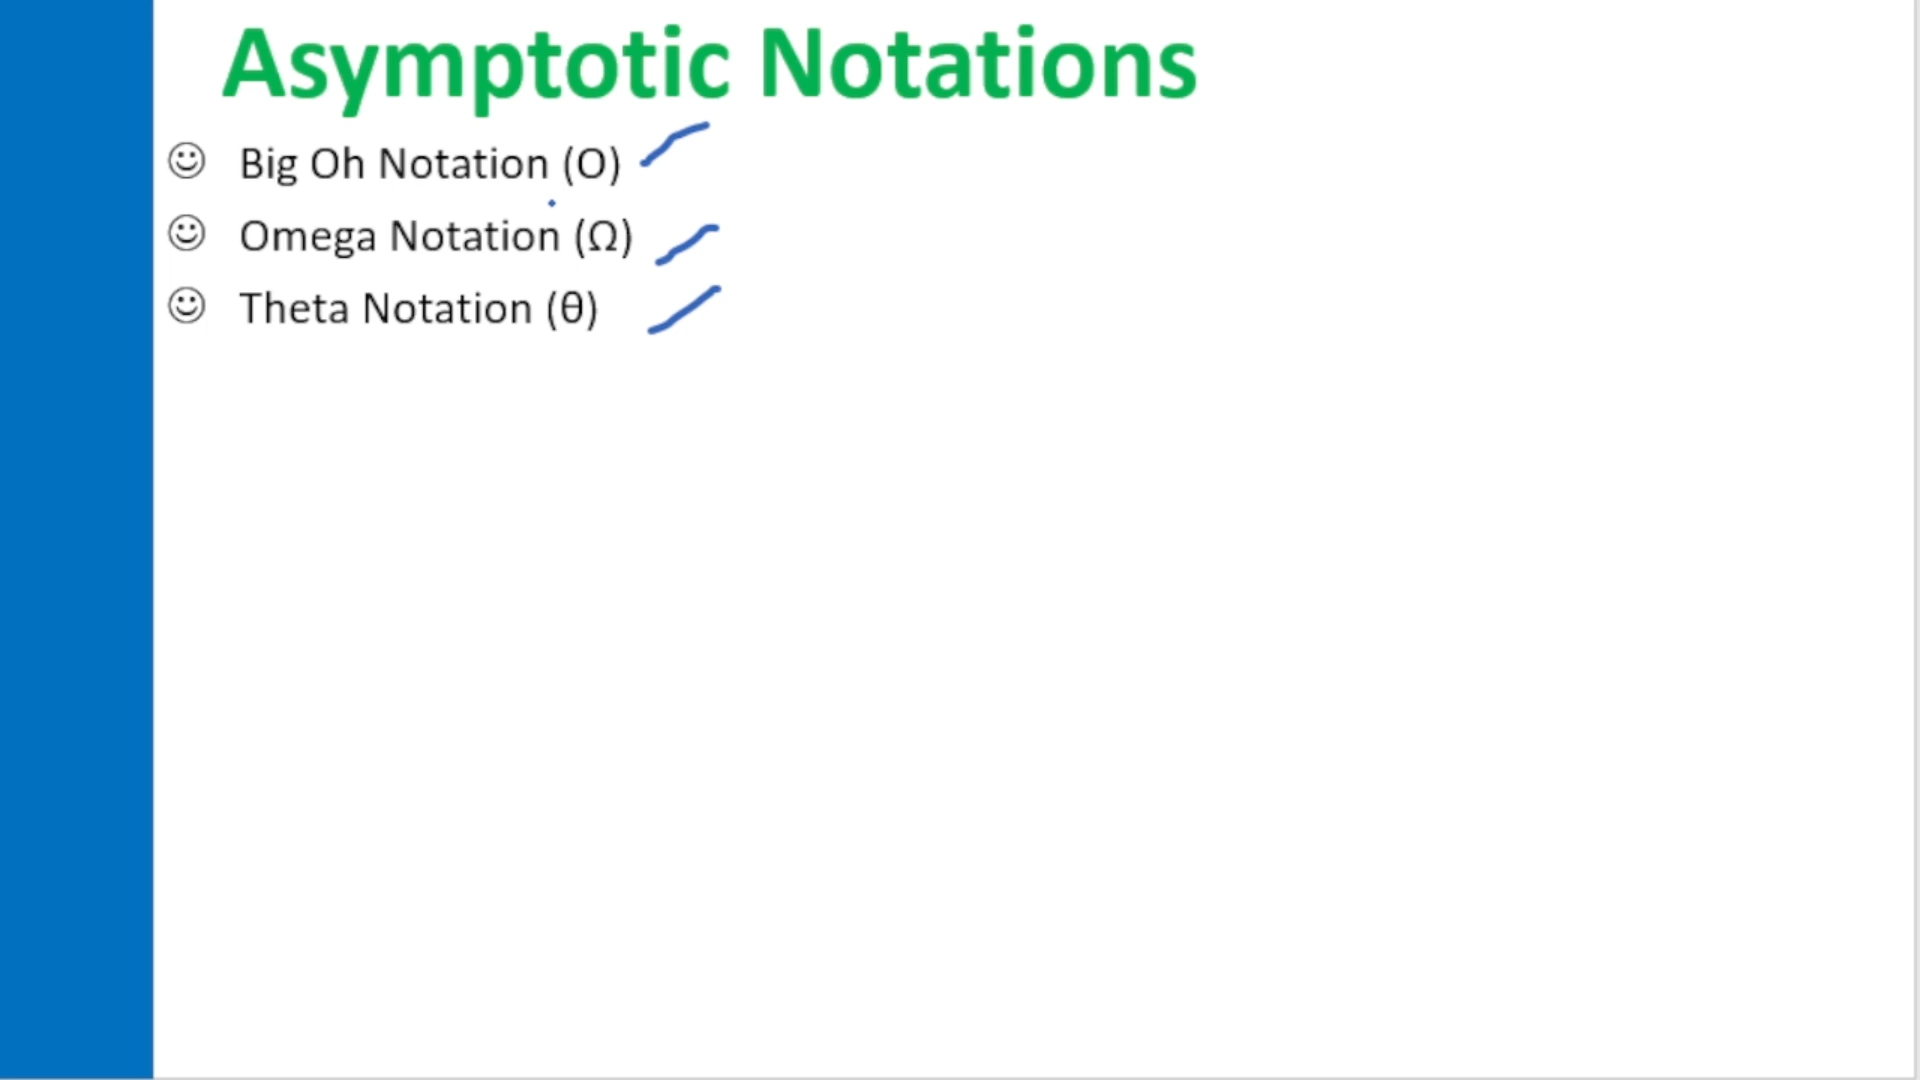 Asymptotic Notations
Big Oh Notation (O)
Omega Notation (Ω)
Theta Notation (θ)